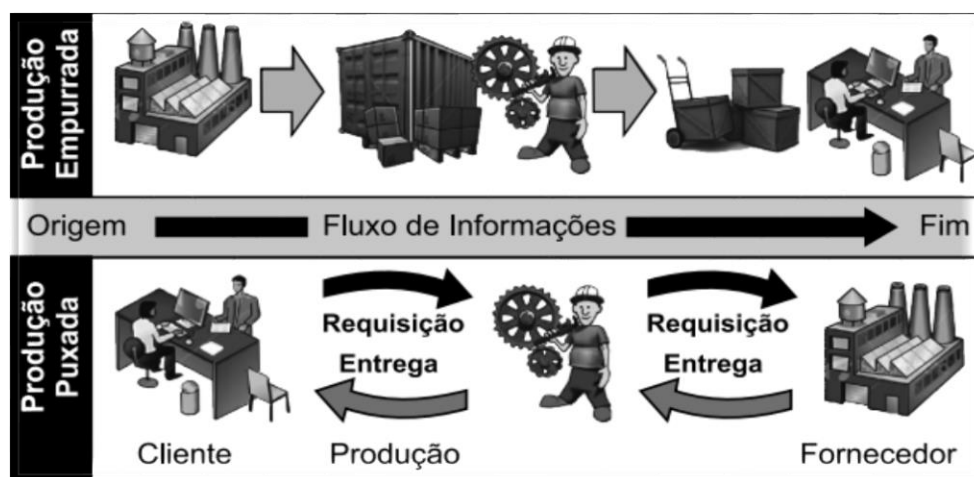 Produção
Empurrada
Origem
Fluxo de Informações
Fim
Produção
Puxada
Requisição
Entrega
Requisição
Entrega
Cliente
Produção
Fornecedor